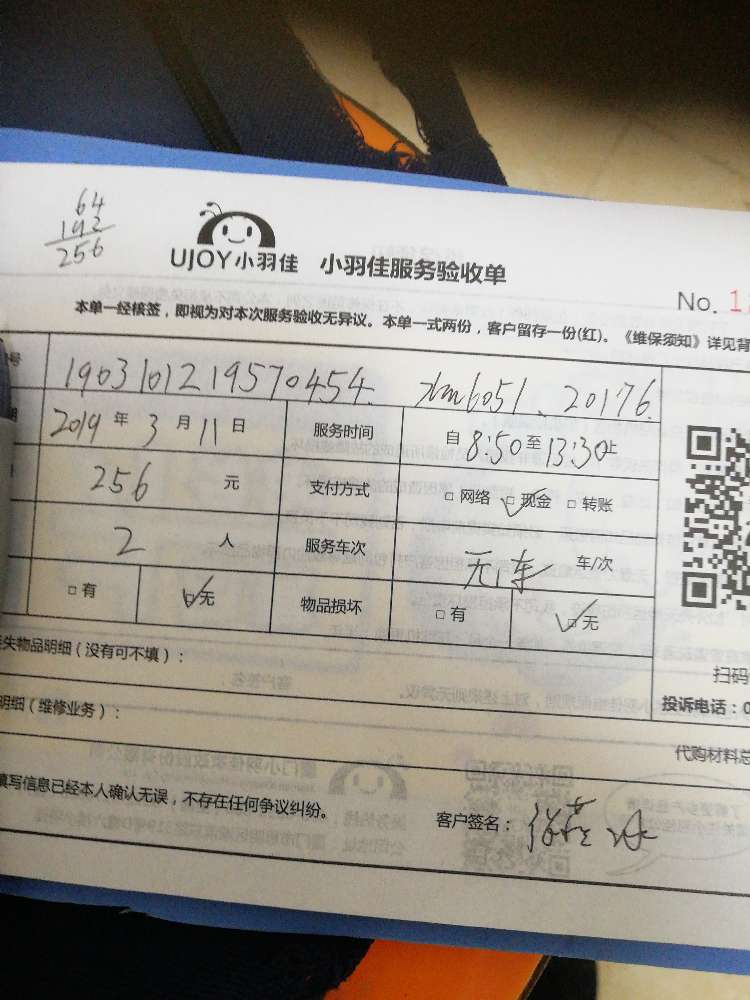 64
192
256
UJOY小羽佳 小羽佳服务验收单
No. 1
本单一经核签，即视为对本次服务验收无异议。本单一式两份，客户留存一份(红)。《维保须知》详见背
号 1903101219570454. xm6051、20176.
期 2019 年 3 月 11 日 服务时间 自 8:50 至 13:30 止
256 元 支付方式 □ 网络 ☑ 现金 □ 转账
2 人 服务车次 无车 车/次
□ 有 ☑ 无 物品损坏 □ 有 ☑ 无
失物品明细（没有可不填）：
扫码
明细（维修业务）：
投诉电话：0
代购材料总
填写信息已经本人确认无误，不存在任何争议纠纷。 客户签名：